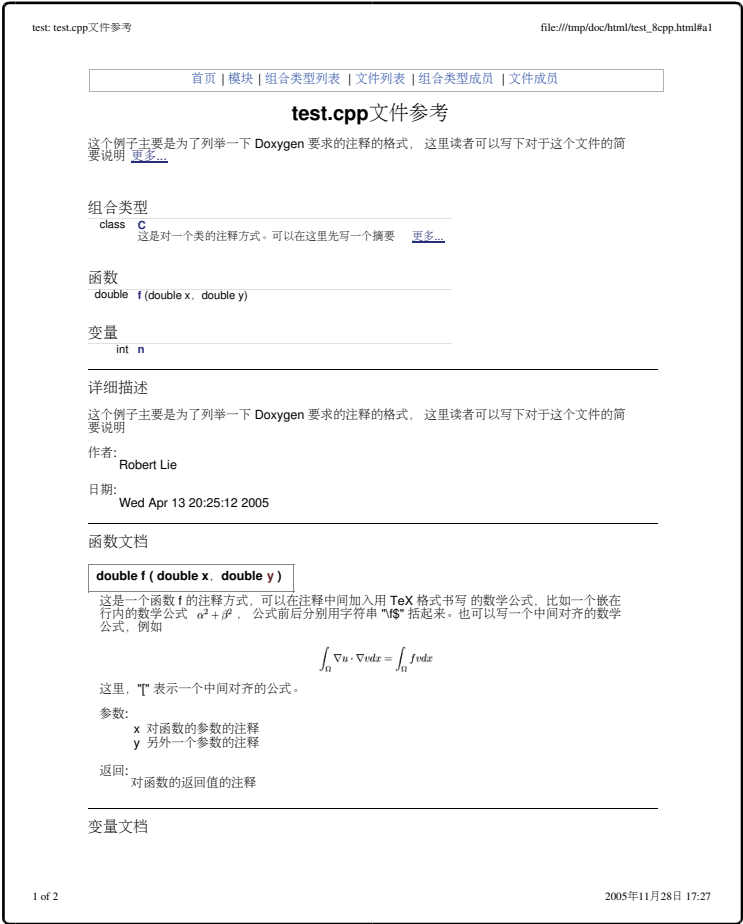 test: test.cpp文件参考 file:///tmp/doc/html/test_8cpp.html#a1
首页 | 模块 | 组合类型列表 | 文件列表 | 组合类型成员 | 文件成员
test.cpp文件参考
这个例子主要是为了列举一下 Doxygen 要求的注释的格式， 这里读者可以写下对于这个文件的简
要说明 更多...
组合类型
class C
这是对一个类的注释方式。可以在这里先写一个摘要 更多...
函数
double f (double x, double y)
变量
int n
详细描述
这个例子主要是为了列举一下 Doxygen 要求的注释的格式， 这里读者可以写下对于这个文件的简
要说明
作者:
Robert Lie
日期:
Wed Apr 13 20:25:12 2005
函数文档
double f ( double x, double y )
这是一个函数 f 的注释方式，可以在注释中间加入用 TeX 格式书写 的数学公式，比如一个嵌在
行内的数学公式 α² + β² ， 公式前后分别用字符串 "\f$" 括起来。也可以写一个中间对齐的数学
公式，例如
∫_Ω ∇u · ∇vdx = ∫_Ω fvdx
这里，"[" 表示一个中间对齐的公式。
参数:
x 对函数的参数的注释
y 另外一个参数的注释
返回:
对函数的返回值的注释
变量文档
1 of 2 2005年11月28日 17:27